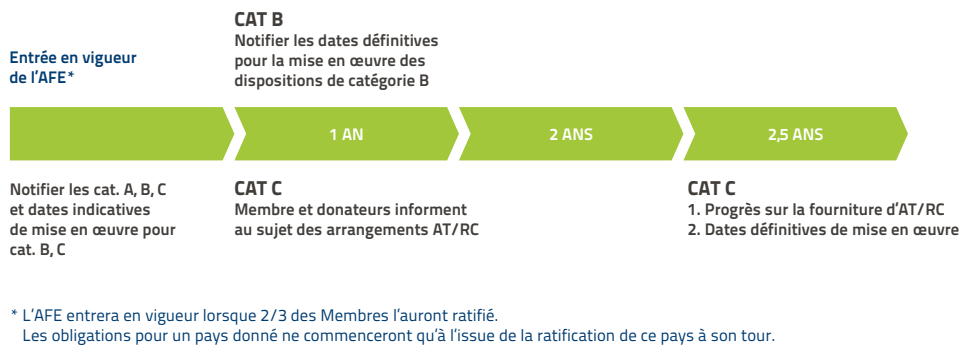 CAT B
Notifier les dates définitives
pour la mise en œuvre des
dispositions de catégorie B
Entrée en vigueur
de l'AFE*
1 AN
2 ANS
2,5 ANS
Notifier les cat. A, B, C
et dates indicatives
de mise en œuvre pour
cat. B, C
CAT C
Membre et donateurs informent
au sujet des arrangements AT/RC
CAT C
1. Progrès sur la fourniture d'AT/RC
2. Dates définitives de mise en œuvre
* L'AFE entrera en vigueur lorsque 2/3 des Membres l'auront ratifié.
Les obligations pour un pays donné ne commenceront qu'à l'issue de la ratification de ce pays à son tour.